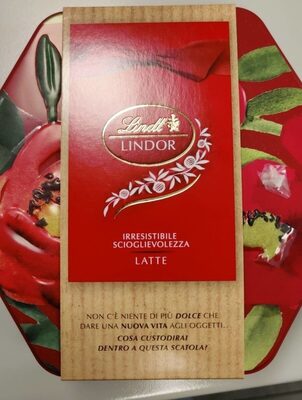 Lindt
LINDOR
IRRESISTIBILE
SCIOGLIEVOLEZZA
LATTE
NON C'È NIENTE DI PIÙ DOLCE CHE
DARE UNA NUOVA VITA AGLI OGGETTI...
COSA CUSTODIRAI
DENTRO A QUESTA SCATOLA?